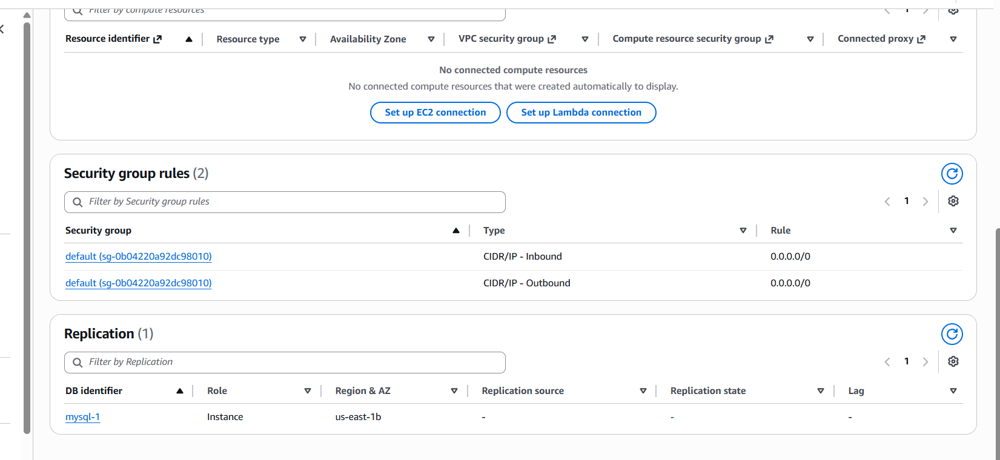 Filter by compute resources
1
Resource identifier Resource type Availability Zone VPC security group Compute resource security group Connected proxy
No connected compute resources
No connected compute resources that were created automatically to display.
Set up EC2 connection Set up Lambda connection
Security group rules (2)
Filter by Security group rules
1
Security group Type Rule
default (sg-0b04220a92dc98010) CIDR/IP - Inbound 0.0.0.0/0
default (sg-0b04220a92dc98010) CIDR/IP - Outbound 0.0.0.0/0
Replication (1)
Filter by Replication
1
DB identifier Role Region & AZ Replication source Replication state Lag
mysql-1 Instance us-east-1b - - -